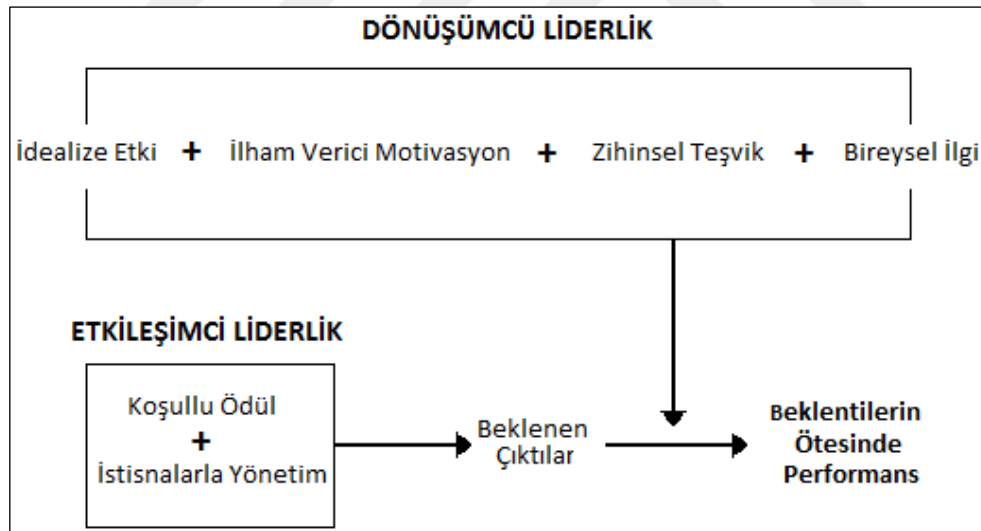 DÖNÜŞÜMCÜ LİDERLİK
İdealize Etki + İlham Verici Motivasyon + Zihinsel Teşvik + Bireysel İlgi
ETKİLEŞİMCİ LİDERLİK
Koşullu Ödül
+
İstisnalarla Yönetim
Beklenen
Çıktılar
Beklentilerin
Ötesinde
Performans